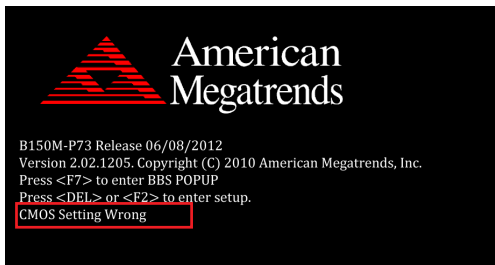 American
Megatrends
B150M-P73 Release 06/08/2012
Version 2.02.1205. Copyright (C) 2010 American Megatrends, Inc.
Press <F7> to enter BBS POPUP
Press <DEL> or <F2> to enter setup.
CMOS Setting Wrong